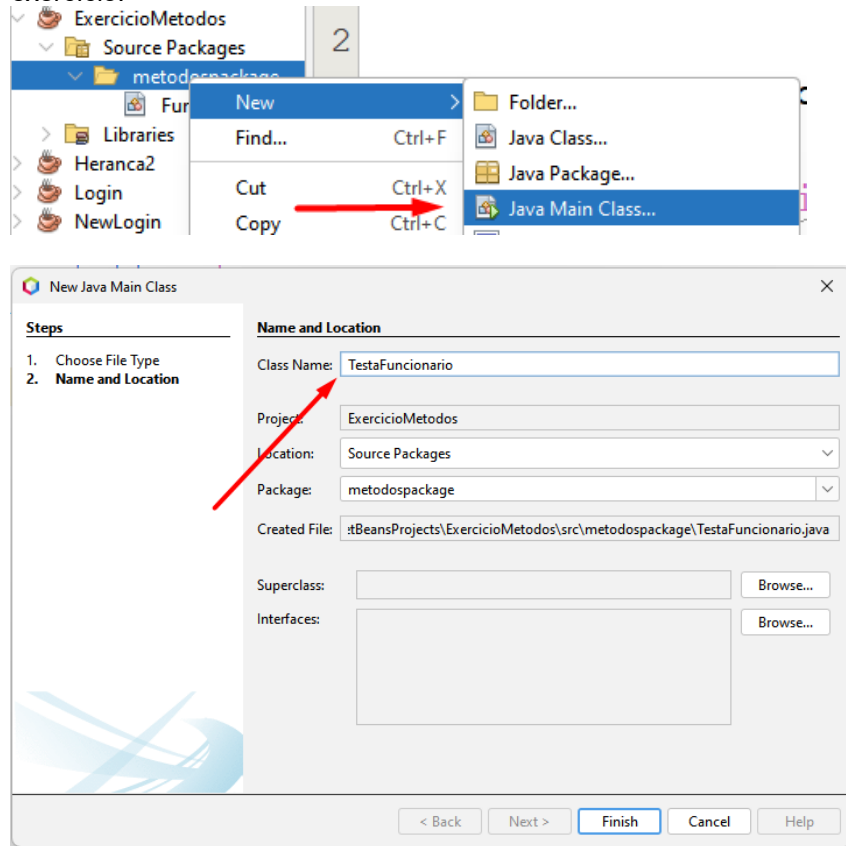 ExercicioMetodos
Source Packages
2
New
Folder...
Fur
Find...
Ctrl+F
Java Class...
Libraries
Java Package...
Heranca2
Cut
Ctrl+X
Login
Java Main Class...
NewLogin
Copy
Ctrl+C
New Java Main Class
Steps
Name and Location
1. Choose File Type
2. Name and Location
Class Name: TestaFuncionario
Project: ExercicioMetodos
Location: Source Packages
Package: metodospackage
Created File: :tBeansProjects\ExercicioMetodos\src\metodospackage\TestaFuncionario.java
Superclass:
Browse...
Interfaces:
Browse...
< Back
Next >
Finish
Cancel
Help